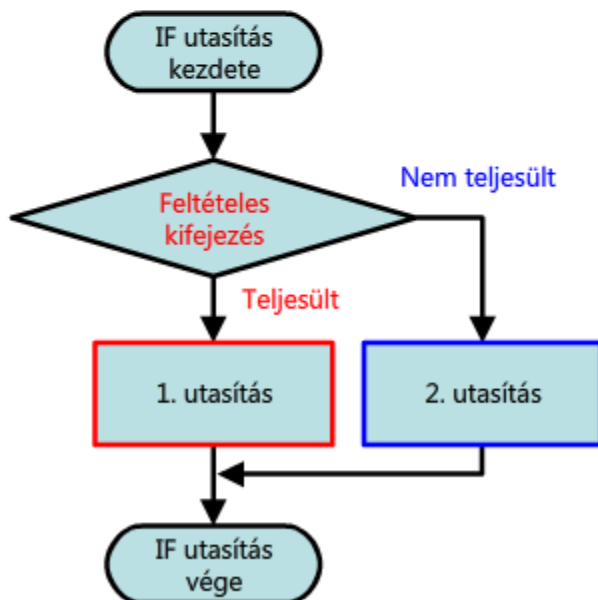 IF utasítás
kezdete
Nem teljesült
Feltételes
kifejezés
Teljesült
1. utasítás
2. utasítás
IF utasítás
vége